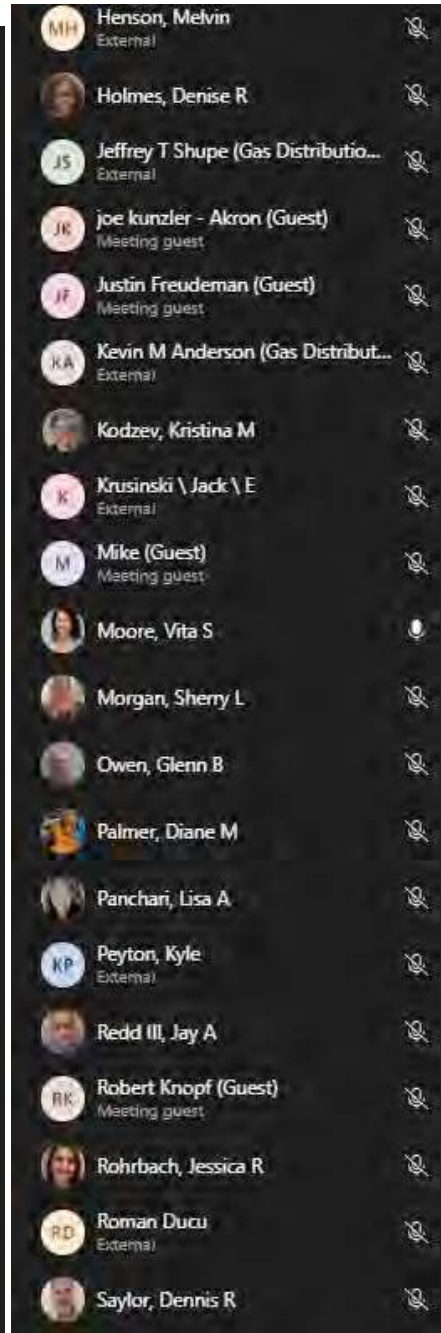 MH
Henson, Melvin
External
Holmes, Denise R
JS
Jeffrey T Shupe (Gas Distributio...
External
JK
joe kunzler - Akron (Guest)
Meeting guest
JF
Justin Freudeman (Guest)
Meeting guest
KA
Kevin M Anderson (Gas Distribut...
External
Kodzev, Kristina M
K
Krusinski \ Jack \ E
External
M
Mike (Guest)
Meeting guest
Moore, Vita S
Morgan, Sherry L
Owen, Glenn B
Palmer, Diane M
Panchari, Lisa A
KP
Peyton, Kyle
External
Redd III, Jay A
RK
Robert Knopf (Guest)
Meeting guest
Rohrbach, Jessica R
RD
Roman Ducu
External
Saylor, Dennis R